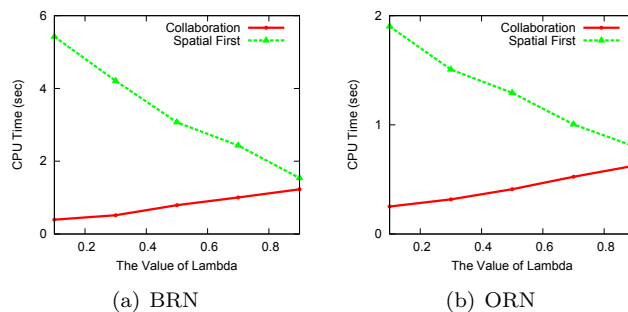 Collaboration
Spatial First
CPU Time (sec)
6
4
2
0
0.2 0.4 0.6 0.8
The Value of Lambda
(a) BRN
Collaboration
Spatial First
CPU Time (sec)
2
1
0
0.2 0.4 0.6 0.8
The Value of Lambda
(b) ORN